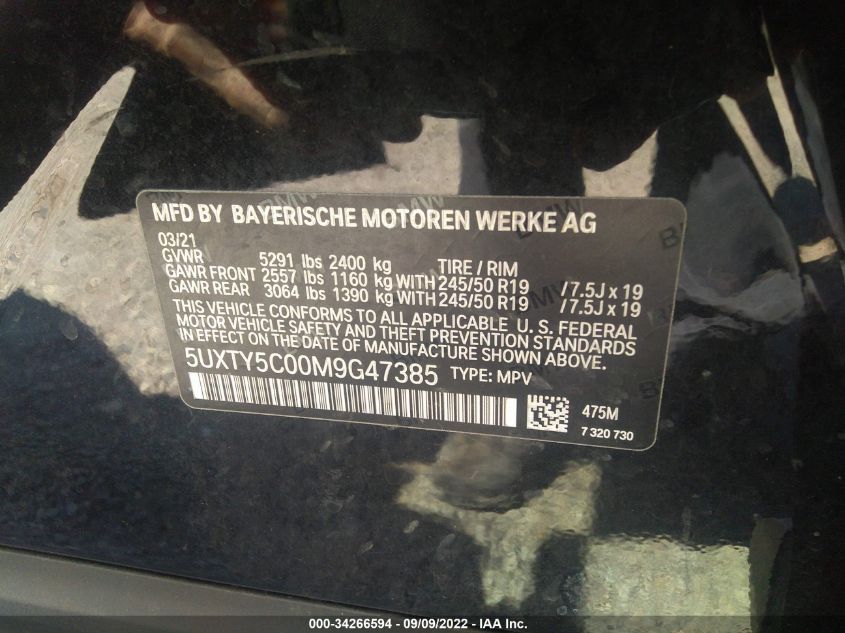 MFD BY BAYERISCHE MOTOREN WERKE AG
03/21
GVWR 5291 lbs 2400 kg TIRE / RIM
GAWR FRONT 2557 lbs 1160 kg WITH 245/50 R19 / 7.5J x 19
GAWR REAR 3064 lbs 1390 kg WITH 245/50 R19 / 7.5J x 19
THIS VEHICLE CONFORMS TO ALL APPLICABLE U. S. FEDERAL
MOTOR VEHICLE SAFETY AND THEFT PREVENTION STANDARDS
IN EFFECT ON THE DATE OF MANUFACTURE SHOWN ABOVE.
5UXTY5C00M9G47385 TYPE: MPV
475M
7 320 730
000-34266594 - 09/09/2022 - IAA Inc.